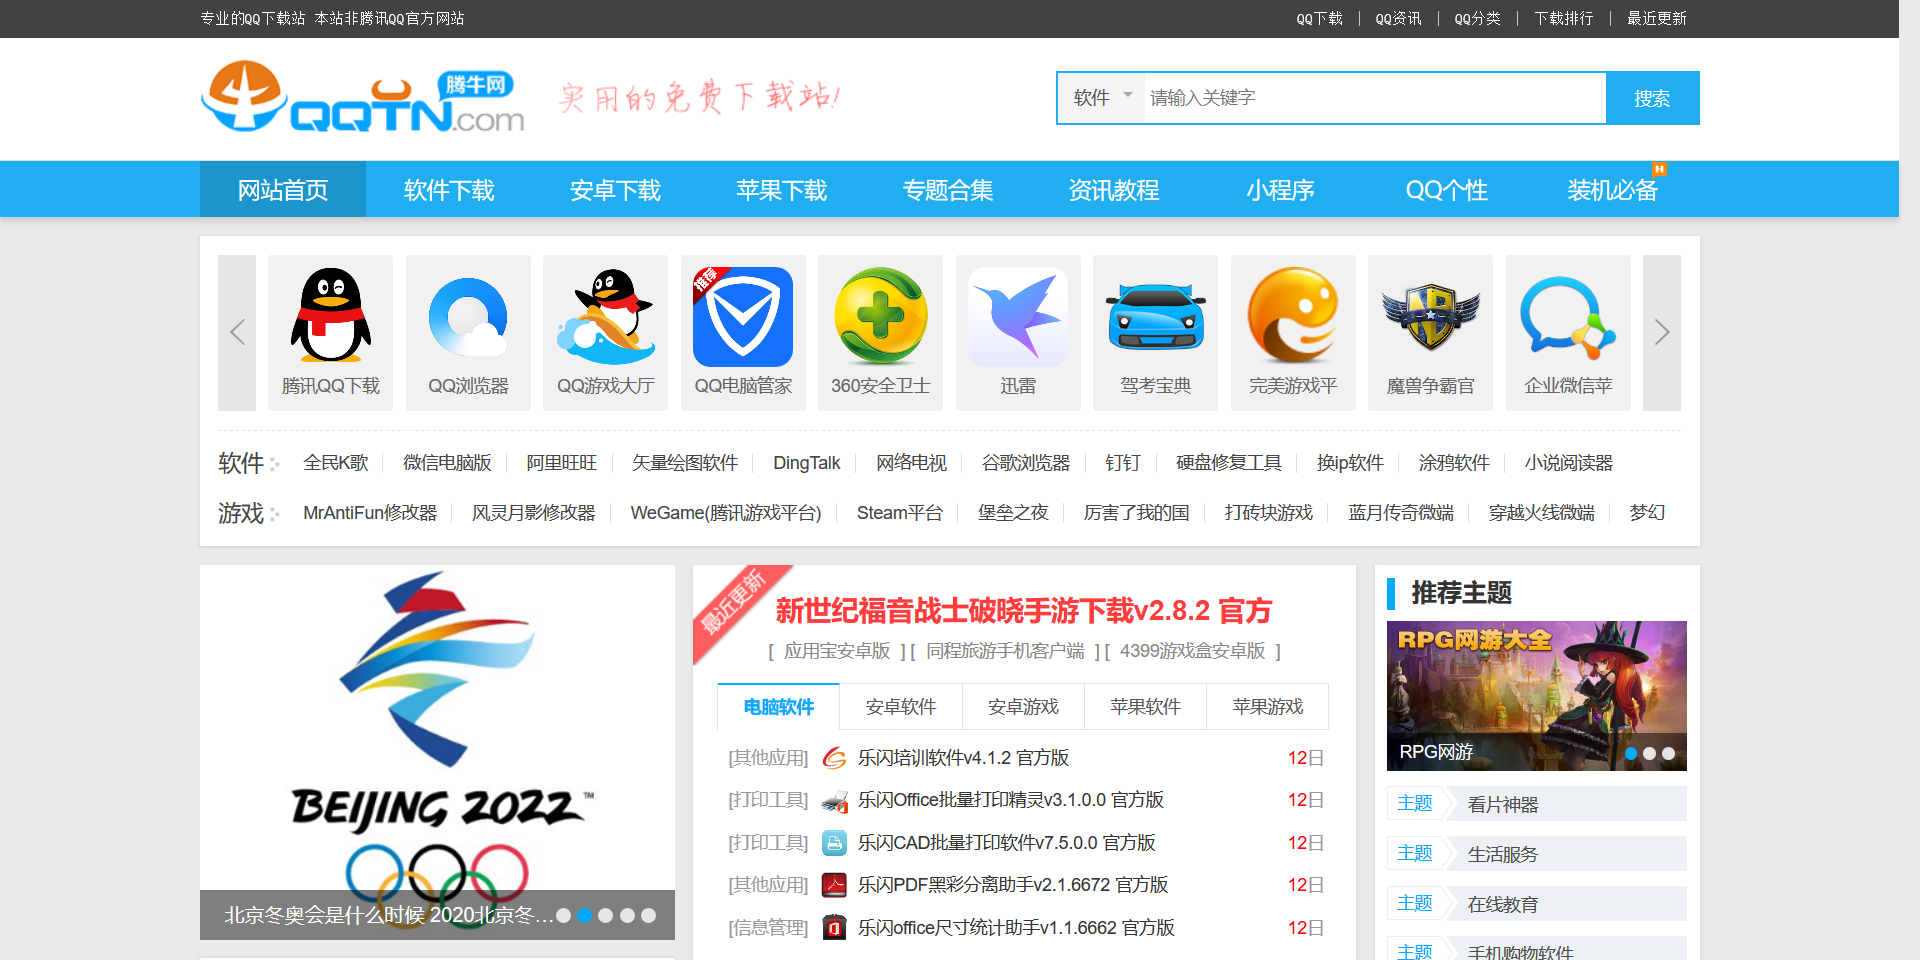 专业的QQ下载站 本站非腾讯QQ官方网站
QQ下载 | QQ资讯 | QQ分类 | 下载排行 | 最近更新
腾牛网
QQTN.com
实用的免费下载站!
软件 请输入关键字 搜索
网站首页 软件下载 安卓下载 苹果下载 专题合集 资讯教程 小程序 QQ个性 装机必备 H
推荐
腾讯QQ下载 QQ浏览器 QQ游戏大厅 QQ电脑管家 360安全卫士 迅雷 驾考宝典 完美游戏平 魔兽争霸官 企业微信苹
软件 全民K歌 微信电脑版 阿里旺旺 矢量绘图软件 DingTalk 网络电视 谷歌浏览器 钉钉 硬盘修复工具 换ip软件 涂鸦软件 小说阅读器
游戏 MrAntiFun修改器 风灵月影修改器 WeGame(腾讯游戏平台) Steam平台 堡垒之夜 厉害了我的国 打砖块游戏 蓝月传奇微端 穿越火线微端 梦幻
BEIJING 2022™
北京冬奥会是什么时候 2020北京冬...
最近更新
新世纪福音战士破晓手游下载v2.8.2 官方
[ 应用宝安卓版 ] [ 同程旅游手机客户端 ] [ 4399游戏盒安卓版 ]
电脑软件 安卓软件 安卓游戏 苹果软件 苹果游戏
[其他应用] 乐闪培训软件v4.1.2 官方版 12日
[打印工具] 乐闪Office批量打印精灵v3.1.0.0 官方版 12日
[打印工具] 乐闪CAD批量打印软件v7.5.0.0 官方版 12日
[其他应用] 乐闪PDF黑彩分离助手v2.1.6672 官方版 12日
[信息管理] 乐闪office尺寸统计助手v1.1.6662 官方版 12日
推荐主题
RPG网游大全
RPG网游
主题 看片神器
主题 生活服务
主题 在线教育
主题 手机购物软件